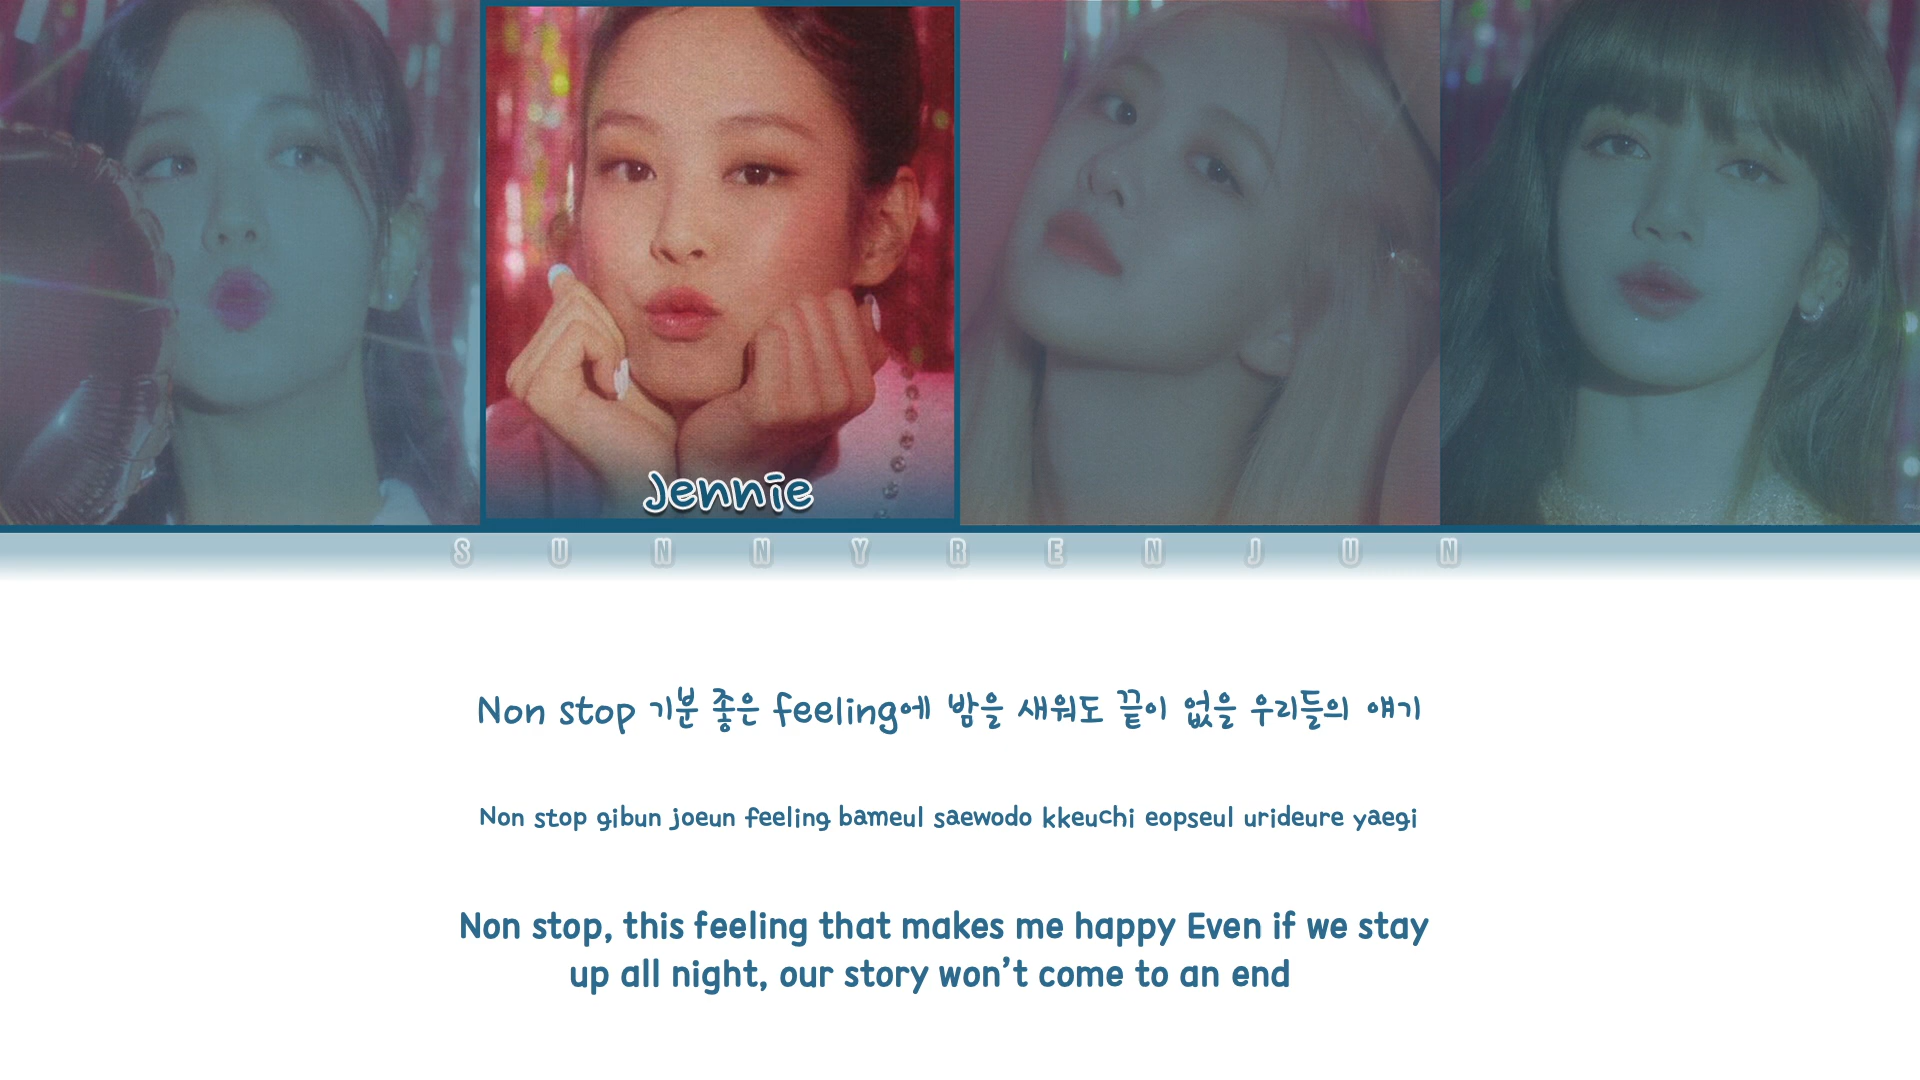 Jennie
SUNNYRENJUN
Non stop 기분 좋은 feeling에 밤을 새워도 끝이 없을 우리들의 얘기
Non stop gibun joeun feeling bameul saewodo kkeuchi eopseul urideure yaegi
Non stop, this feeling that makes me happy Even if we stay
up all night, our story won’t come to an end